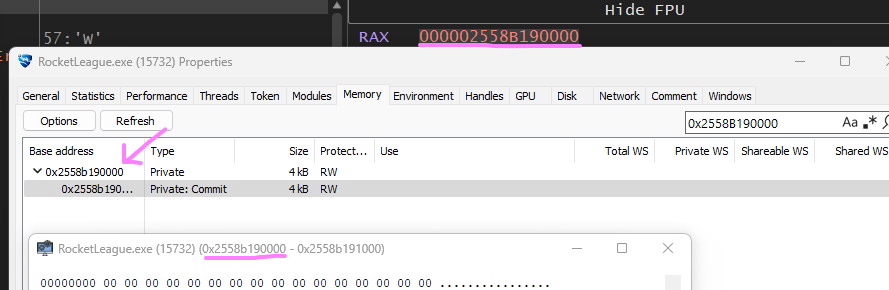 Hide FPU
57:'W'
RAX 000002558B190000
RocketLeague.exe (15732) Properties
General Statistics Performance Threads Token Modules Memory Environment Handles GPU Disk Network Comment Windows
Options Refresh 0x2558B190000 Aa
Base address Type Size Protect... Use Total WS Private WS Shareable WS Shared WS
0x2558b190000 Private 4 kB RW
0x2558b190... Private: Commit 4 kB RW
RocketLeague.exe (15732) (0x2558b190000 - 0x2558b191000)
00000000 00 00 00 00 00 00 00 00 00 00 00 00 00 00 00 00 ................